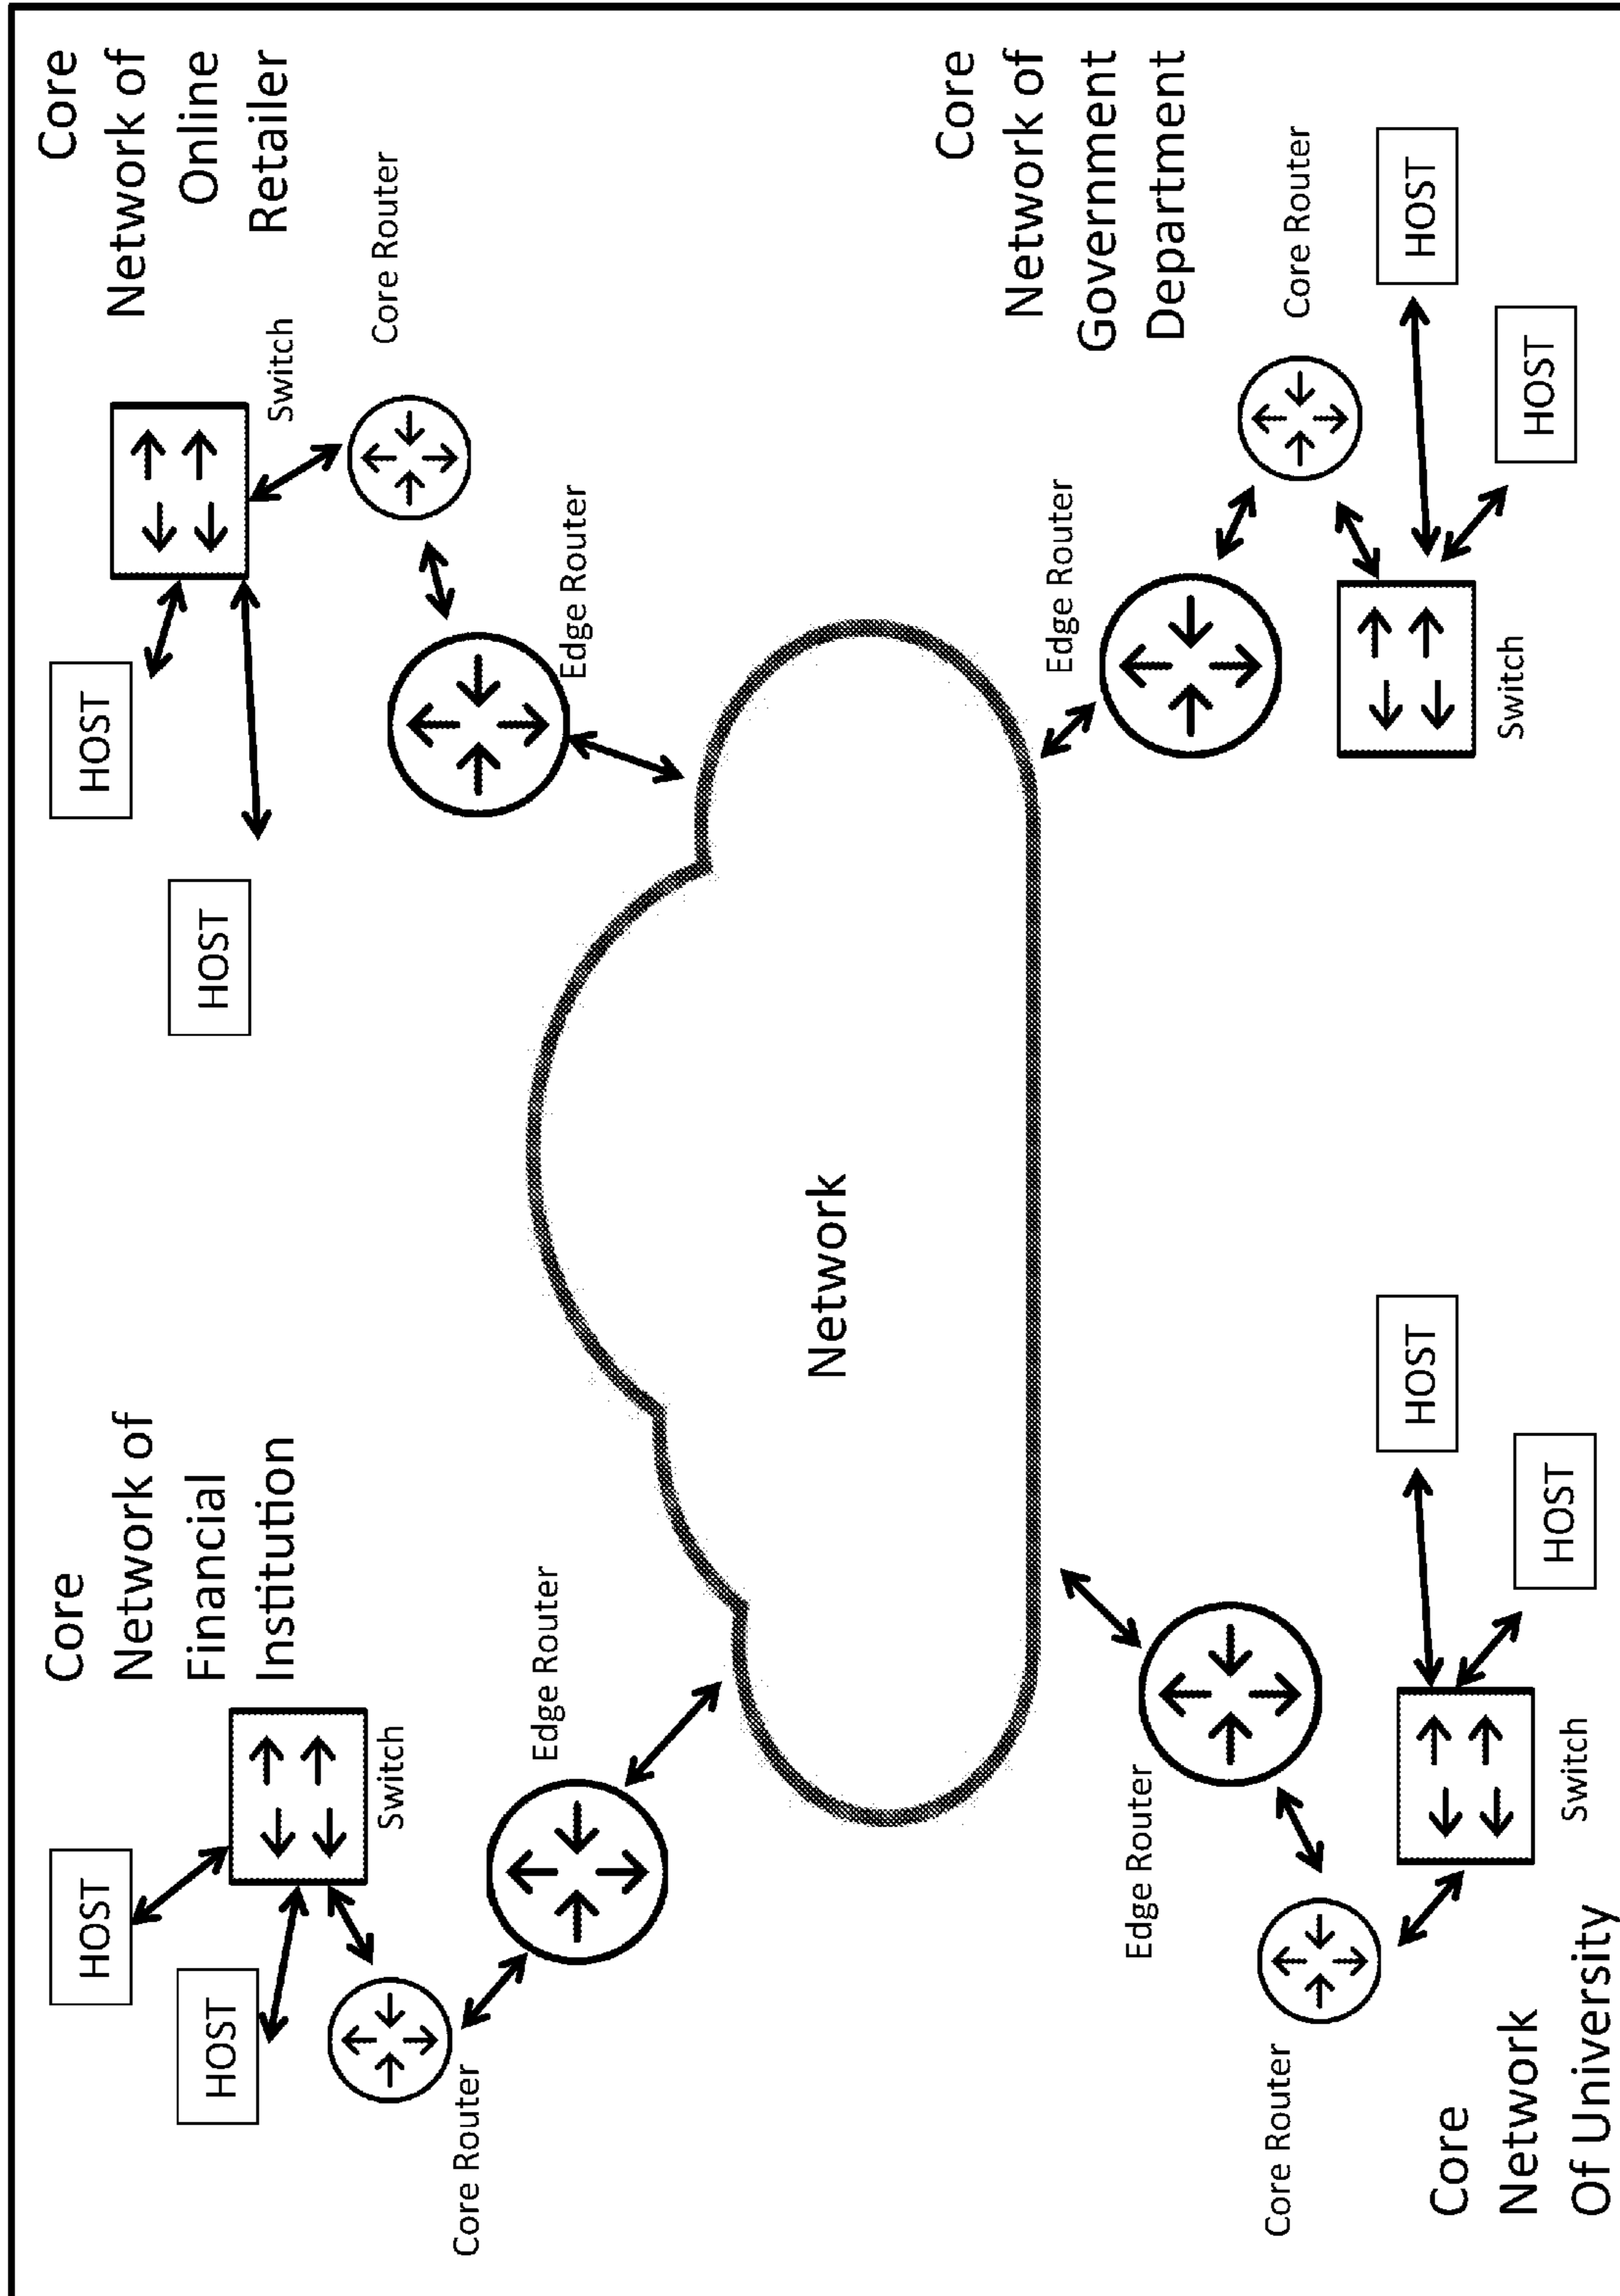 Core
Network of
Financial
Institution
HOST
HOST
Switch
Core Router
Edge Router
Core
Network of
Online
Retailer
HOST
HOST
Switch
Core Router
Edge Router
Network
Edge Router
Core Router
Switch
HOST
HOST
Core
Network
Of University
Edge Router
Core Router
Switch
HOST
HOST
Core
Network of
Government
Department